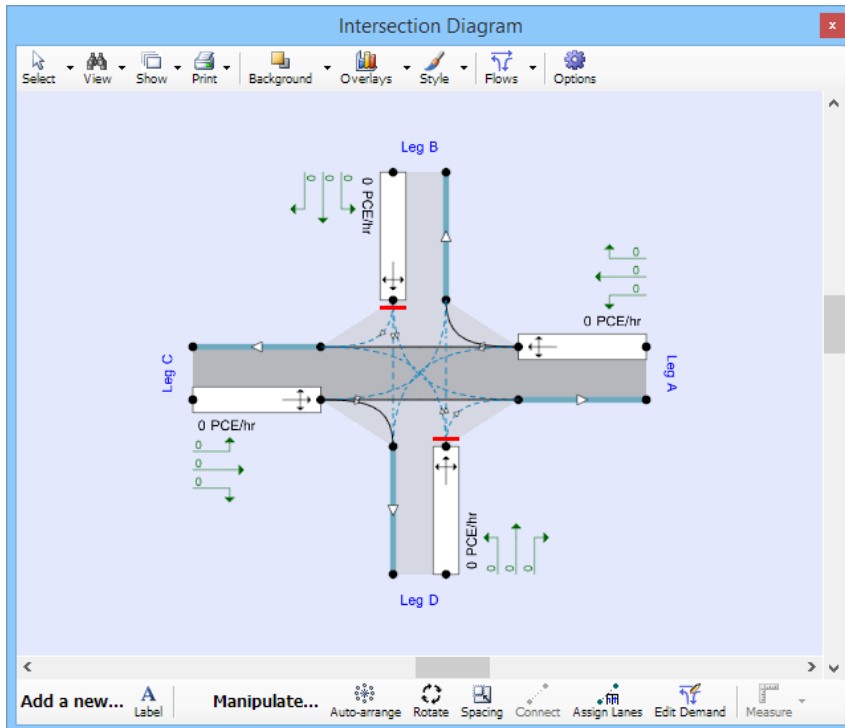 Intersection Diagram
x
Select View Show Print Background Overlays Style Flows Options
Leg B
0 0 0
0 PCE/hr
0
0
0
0 PCE/hr
Leg C
Leg A
0 PCE/hr
0
0
0
0 PCE/hr
0 0 0
Leg D
Add a new... A Label Manipulate... Auto-arrange Rotate Spacing Connect Assign Lanes Edit Demand Measure